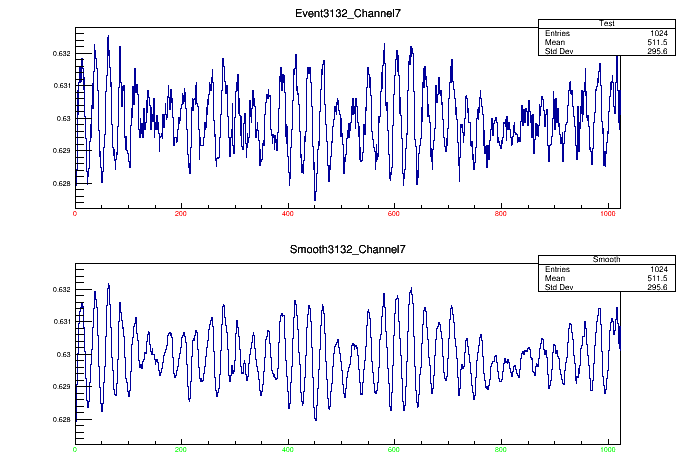 Event3132_Channel7
Test
Entries 1024
Mean 511.5
Std Dev 295.6
0.632
0.631
0.63
0.629
0.628
0 200 400 600 800 1000
Smooth3132_Channel7
Smooth
Entries 1024
Mean 511.5
Std Dev 295.6
0.632
0.631
0.63
0.629
0.628
0 200 400 600 800 1000